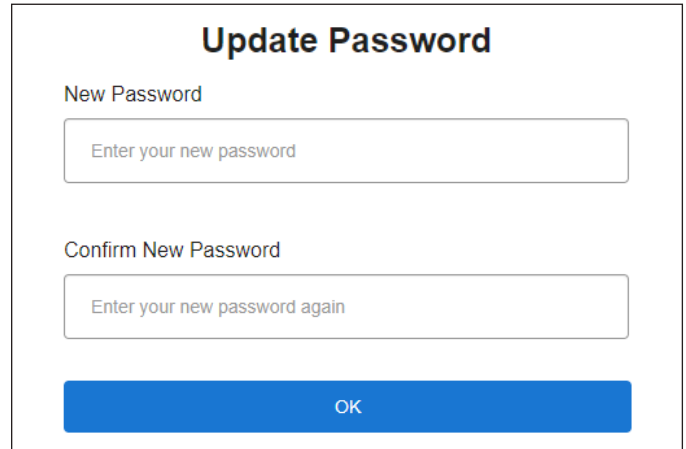 Update Password
New Password
Enter your new password
Confirm New Password
Enter your new password again
OK